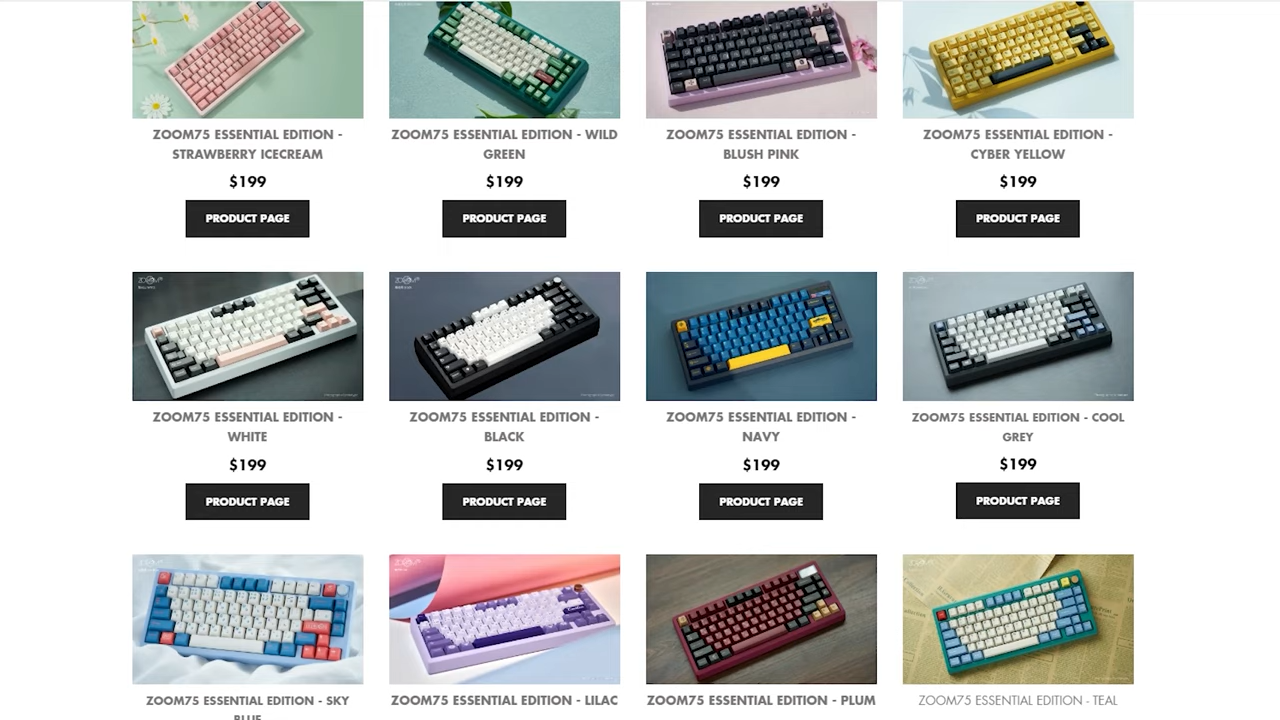 ZOOM75 ESSENTIAL EDITION -
STRAWBERRY ICECREAM
$199
PRODUCT PAGE
ZOOM75 ESSENTIAL EDITION - WILD
GREEN
$199
PRODUCT PAGE
ZOOM75 ESSENTIAL EDITION -
BLUSH PINK
$199
PRODUCT PAGE
ZOOM75 ESSENTIAL EDITION -
CYBER YELLOW
$199
PRODUCT PAGE
ZOOM75 ESSENTIAL EDITION -
WHITE
$199
PRODUCT PAGE
ZOOM75 ESSENTIAL EDITION -
BLACK
$199
PRODUCT PAGE
ZOOM75 ESSENTIAL EDITION -
NAVY
$199
PRODUCT PAGE
ZOOM75 ESSENTIAL EDITION - COOL
GREY
$199
PRODUCT PAGE
ZOOM75 ESSENTIAL EDITION - SKY
BLUE
ZOOM75 ESSENTIAL EDITION - LILAC
ZOOM75 ESSENTIAL EDITION - PLUM
ZOOM75 ESSENTIAL EDITION - TEAL